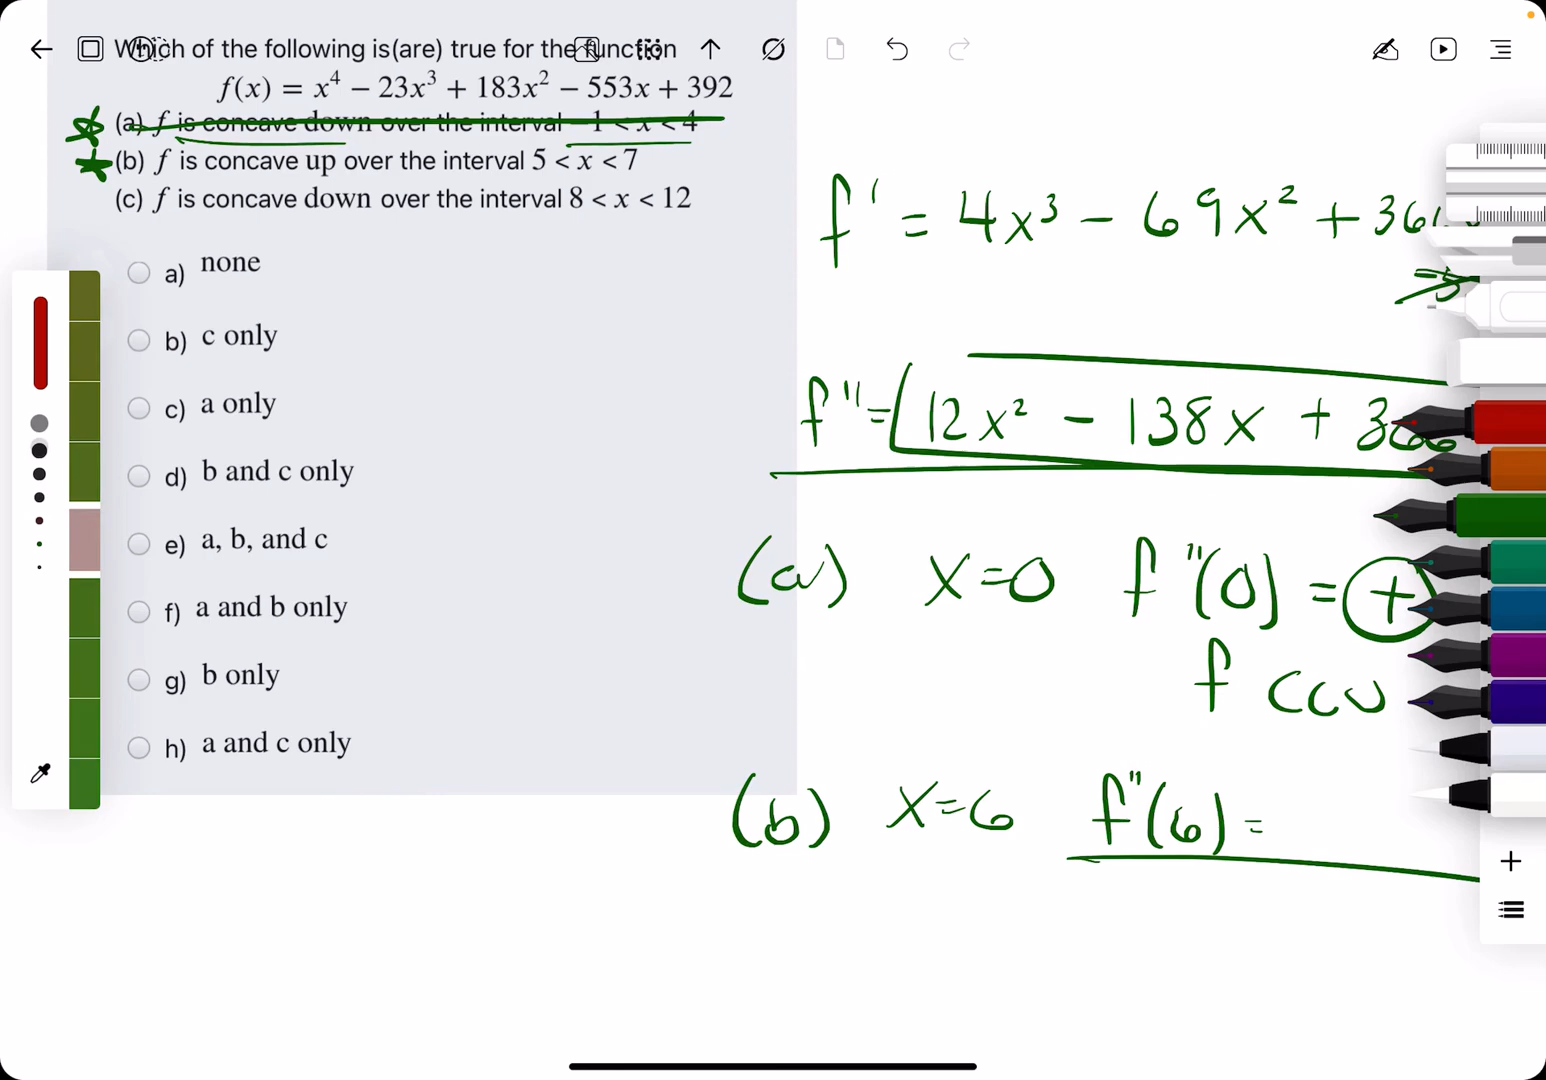 Which of the following is(are) true for the function
f(x) = x⁴ − 23x³ + 183x² − 553x + 392
(a) f is concave down over the interval −1 < x < 4
(b) f is concave up over the interval 5 < x < 7
(c) f is concave down over the interval 8 < x < 12
a) none
b) c only
c) a only
d) b and c only
e) a, b, and c
f) a and b only
g) b only
h) a and c only
f' = 4x³ − 69x² + 36
f'' = 12x² − 138x + 366
(a) x=0 f''(0) = +
f ccu
(b) x=6 f''(6) =